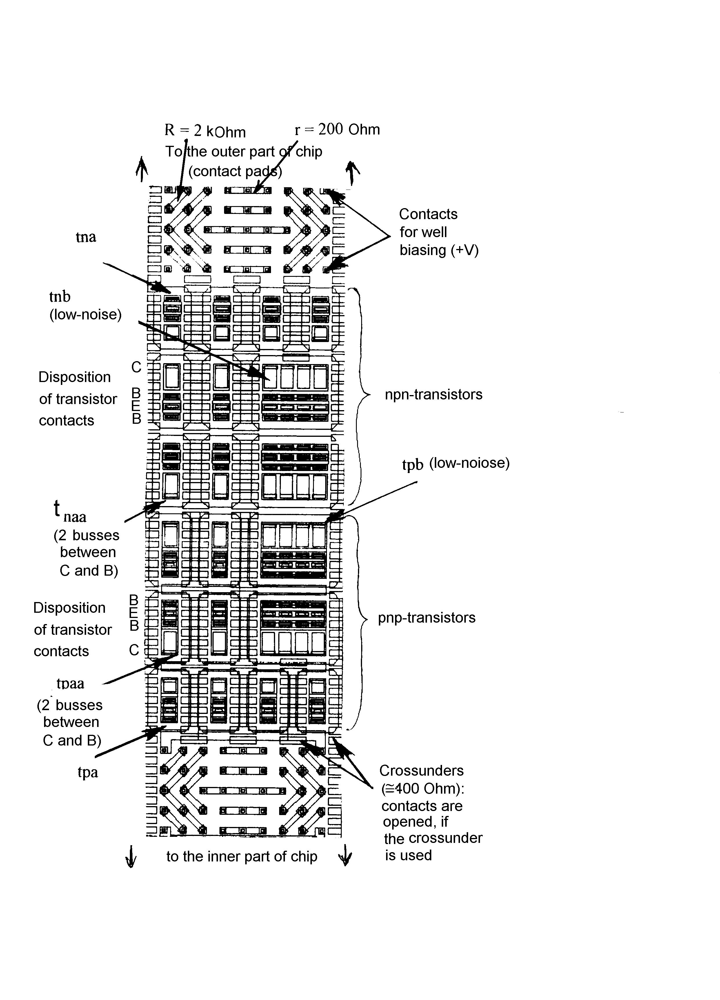 R = 2 kOhm
r = 200 Ohm
To the outer part of chip
(contact pads)
Contacts
for well
biasing (+V)
tna
tnb
(low-noise)
C
Disposition
B
of transistor
E
contacts
B
npn-transistors
tpb (low-noiose)
t naa
(2 busses
between
C and B)
B
Disposition
E
of transistor
B
contacts
C
pnp-transistors
tpaa
(2 busses
between
C and B)
tpa
Crossunders
(≅400 Ohm):
contacts are
opened, if
the crossunder
is used
to the inner part of chip